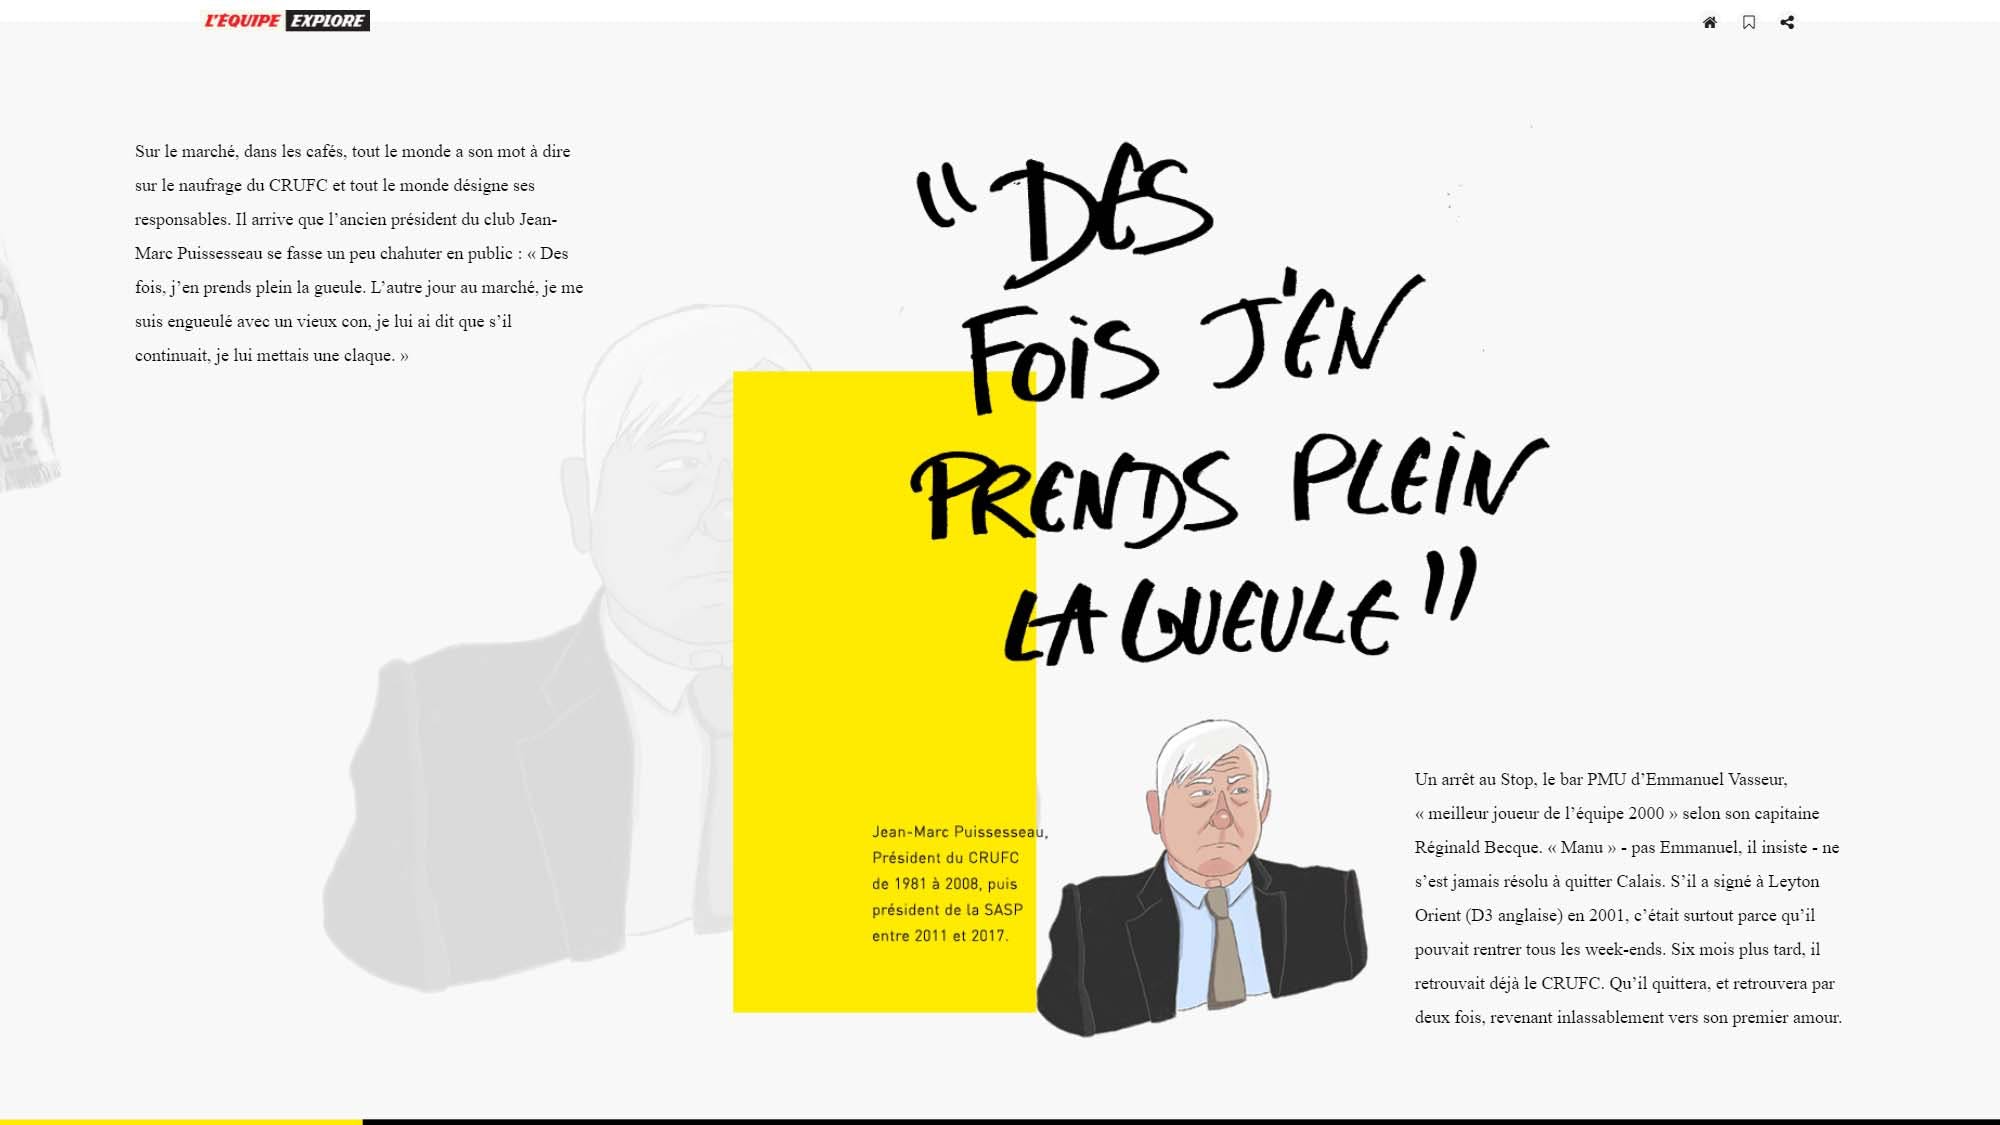 L'ÉQUIPE EXPLORE
Sur le marché, dans les cafés, tout le monde a son mot à dire
sur le naufrage du CRUFC et tout le monde désigne ses
responsables. Il arrive que l’ancien président du club Jean-
Marc Puissesseau se fasse un peu chahuter en public : « Des
fois, j’en prends plein la gueule. L’autre jour au marché, je me
suis engueulé avec un vieux con, je lui ai dit que s’il
continuait, je lui mettais une claque. »
"DES
FOIS J'EN
PRENDS PLEIN
LA GUEULE"
Jean-Marc Puissesseau,
Président du CRUFC
de 1981 à 2008, puis
président de la SASP
entre 2011 et 2017.
Un arrêt au Stop, le bar PMU d’Emmanuel Vasseur,
« meilleur joueur de l’équipe 2000 » selon son capitaine
Réginald Becque. « Manu » - pas Emmanuel, il insiste - ne
s’est jamais résolu à quitter Calais. S’il a signé à Leyton
Orient (D3 anglaise) en 2001, c’était surtout parce qu’il
pouvait rentrer tous les week-ends. Six mois plus tard, il
retrouvait déjà le CRUFC. Qu’il quittera, et retrouvera par
deux fois, revenant inlassablement vers son premier amour.